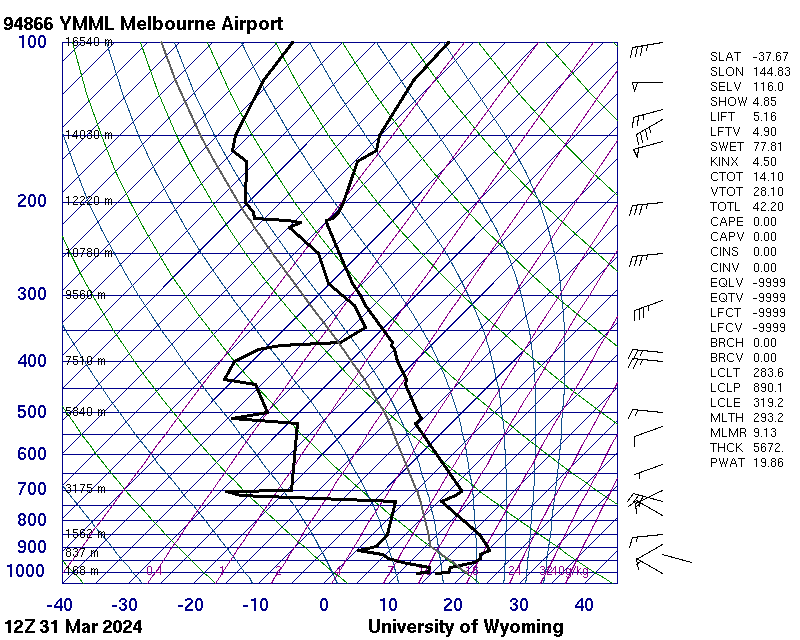 94866 YMML Melbourne Airport
100 16540 m
14080 m
200 12220 m
10780 m
300 9560 m
400 7510 m
500 5840 m
600
700 3175 m
800
900 1562 m
837 m
1000 168 m 0.4 1 2 4 7 10 16 24 32 40g/kg
-40 -30 -20 -10 0 10 20 30 40
12Z 31 Mar 2024 University of Wyoming
SLAT -37.67
SLON 144.83
SELV 116.0
SHOW 4.85
LIFT 5.16
LFTV 4.90
SWET 77.81
KINX 4.50
CTOT 14.10
VTOT 28.10
TOTL 42.20
CAPE 0.00
CAPV 0.00
CINS 0.00
CINV 0.00
EQLV -9999
EQTV -9999
LFCT -9999
LFCV -9999
BRCH 0.00
BRCV 0.00
LCLT 283.6
LCLP 890.1
LCLE 319.2
MLTH 293.2
MLMR 9.13
THCK 5672.
PWAT 19.86